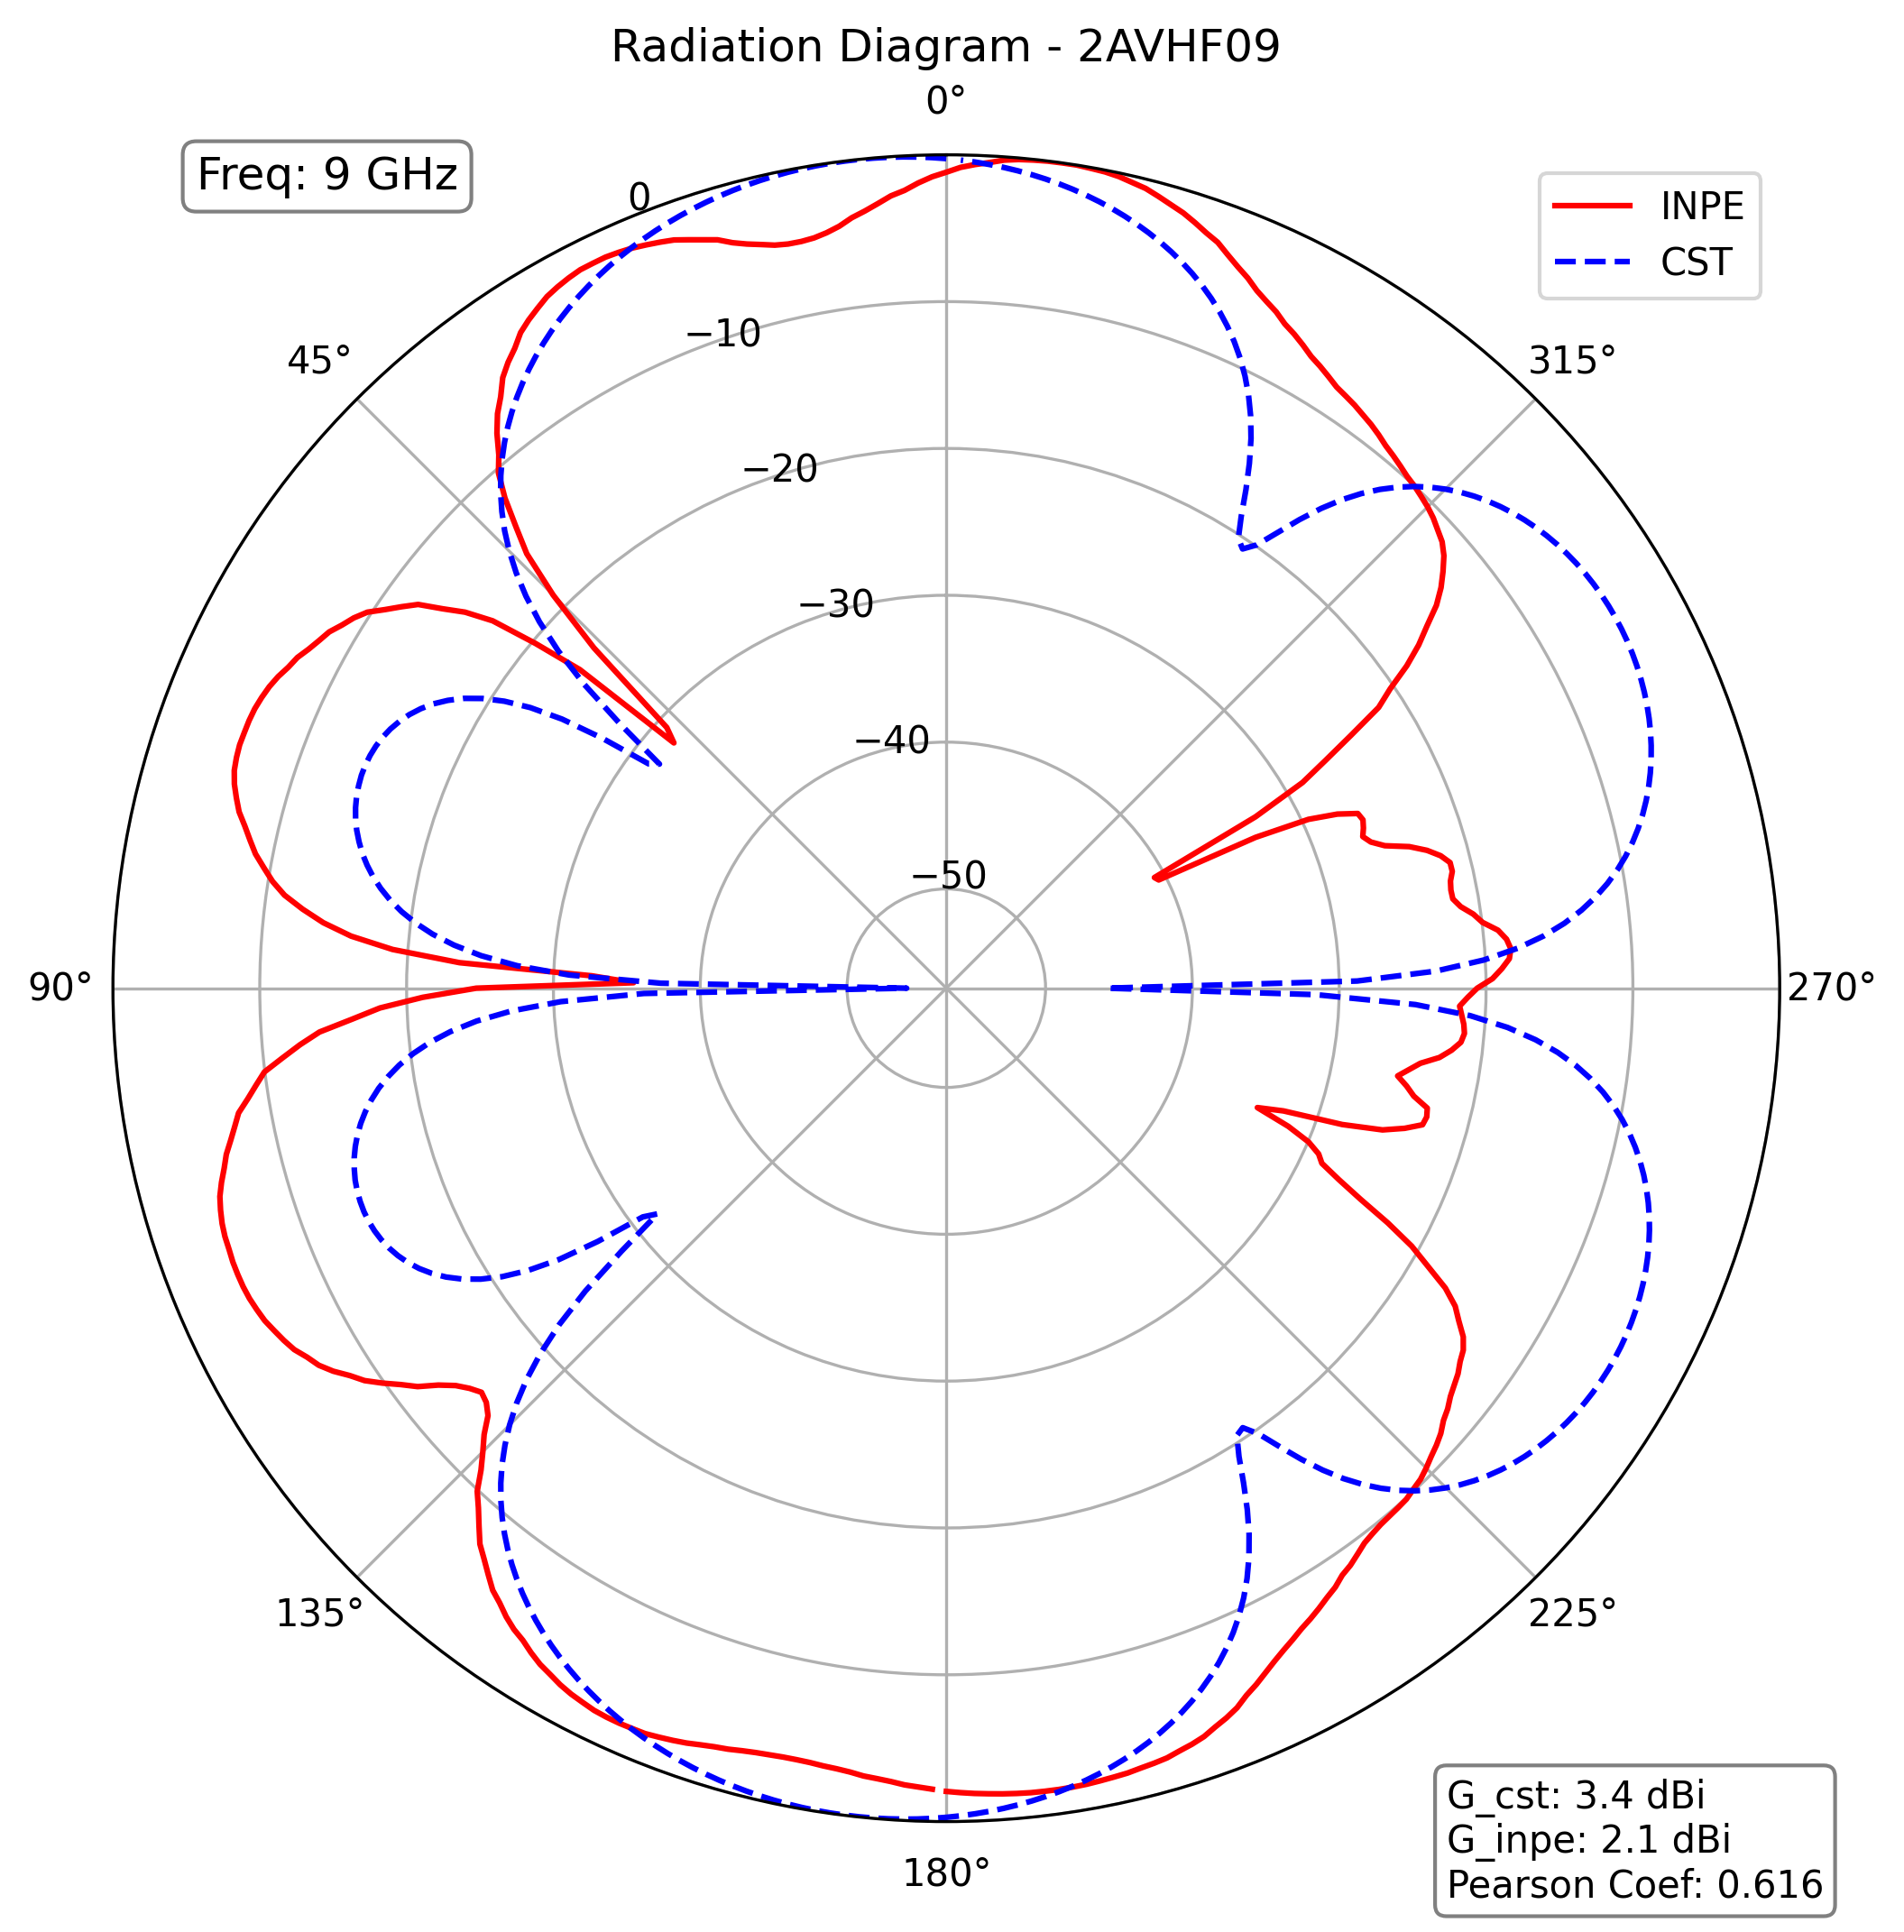 Radiation Diagram - 2AVHF09
0°
Freq: 9 GHz
0
INPE
CST
−10
45°
315°
−20
−30
−40
−50
90°
270°
135°
225°
G_cst: 3.4 dBi
G_inpe: 2.1 dBi
Pearson Coef: 0.616
180°